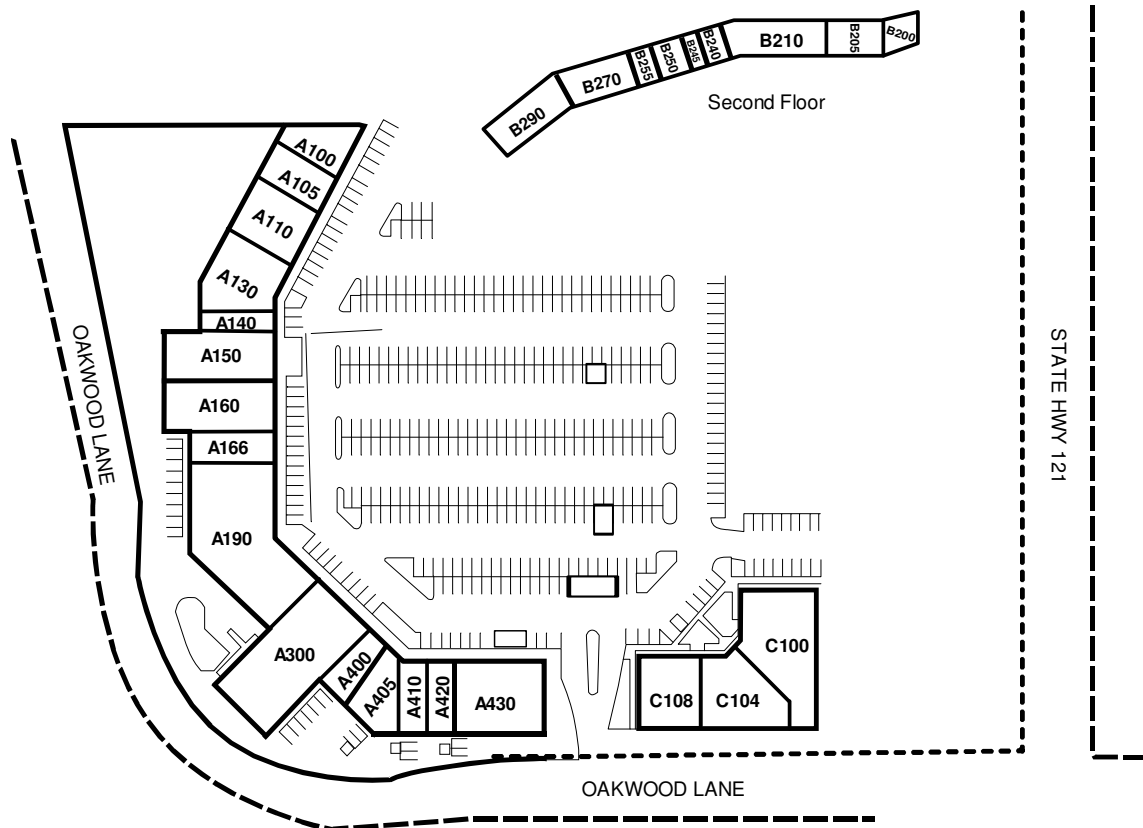 B200
B205
B210
B240
B245
B250
B255
B270
B290
Second Floor
A100
A105
A110
A130
A140
A150
A160
A166
A190
A300
A400
A405
A410
A420
A430
C100
C104
C108
OAKWOOD LANE
OAKWOOD LANE
STATE HWY 121